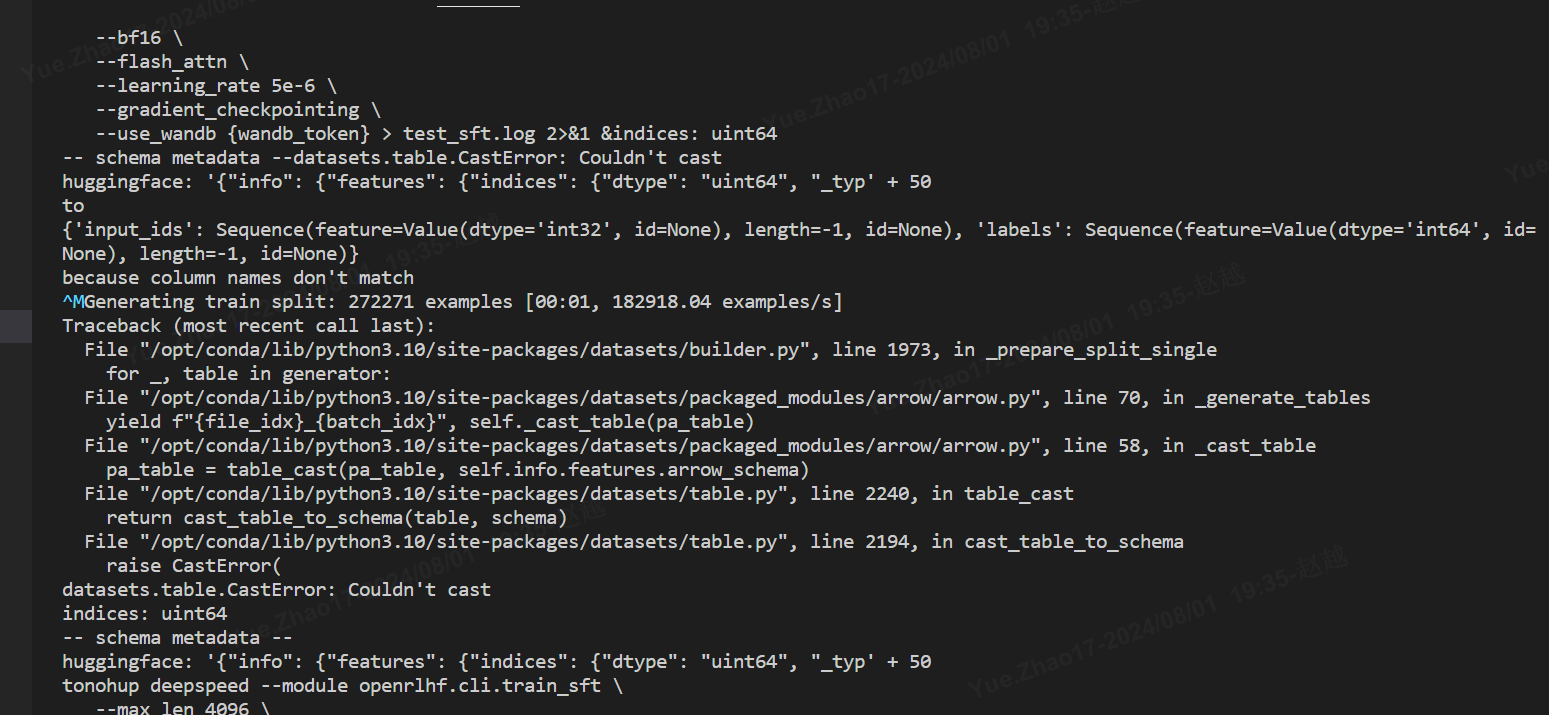 --bf16 \
--flash_attn \
--learning_rate 5e-6 \
--gradient_checkpointing \
--use_wandb {wandb_token} > test_sft.log 2>&1 &indices: uint64
-- schema metadata --datasets.table.CastError: Couldn't cast
huggingface: '{"info": {"features": {"indices": {"dtype": "uint64", "_typ' + 50
to
{'input_ids': Sequence(feature=Value(dtype='int32', id=None), length=-1, id=None), 'labels': Sequence(feature=Value(dtype='int64', id=
None), length=-1, id=None)}
because column names don't match
^MGenerating train split: 272271 examples [00:01, 182918.04 examples/s]
Traceback (most recent call last):
File "/opt/conda/lib/python3.10/site-packages/datasets/builder.py", line 1973, in _prepare_split_single
for _, table in generator:
File "/opt/conda/lib/python3.10/site-packages/datasets/packaged_modules/arrow/arrow.py", line 70, in _generate_tables
yield f"{file_idx}_{batch_idx}", self._cast_table(pa_table)
File "/opt/conda/lib/python3.10/site-packages/datasets/packaged_modules/arrow/arrow.py", line 58, in _cast_table
pa_table = table_cast(pa_table, self.info.features.arrow_schema)
File "/opt/conda/lib/python3.10/site-packages/datasets/table.py", line 2240, in table_cast
return cast_table_to_schema(table, schema)
File "/opt/conda/lib/python3.10/site-packages/datasets/table.py", line 2194, in cast_table_to_schema
raise CastError(
datasets.table.CastError: Couldn't cast
indices: uint64
-- schema metadata --
huggingface: '{"info": {"features": {"indices": {"dtype": "uint64", "_typ' + 50
tonohup deepspeed --module openrlhf.cli.train_sft \
--max_len 4096 \
Yue.Zhao17-2024/08/01 19:35-赵越